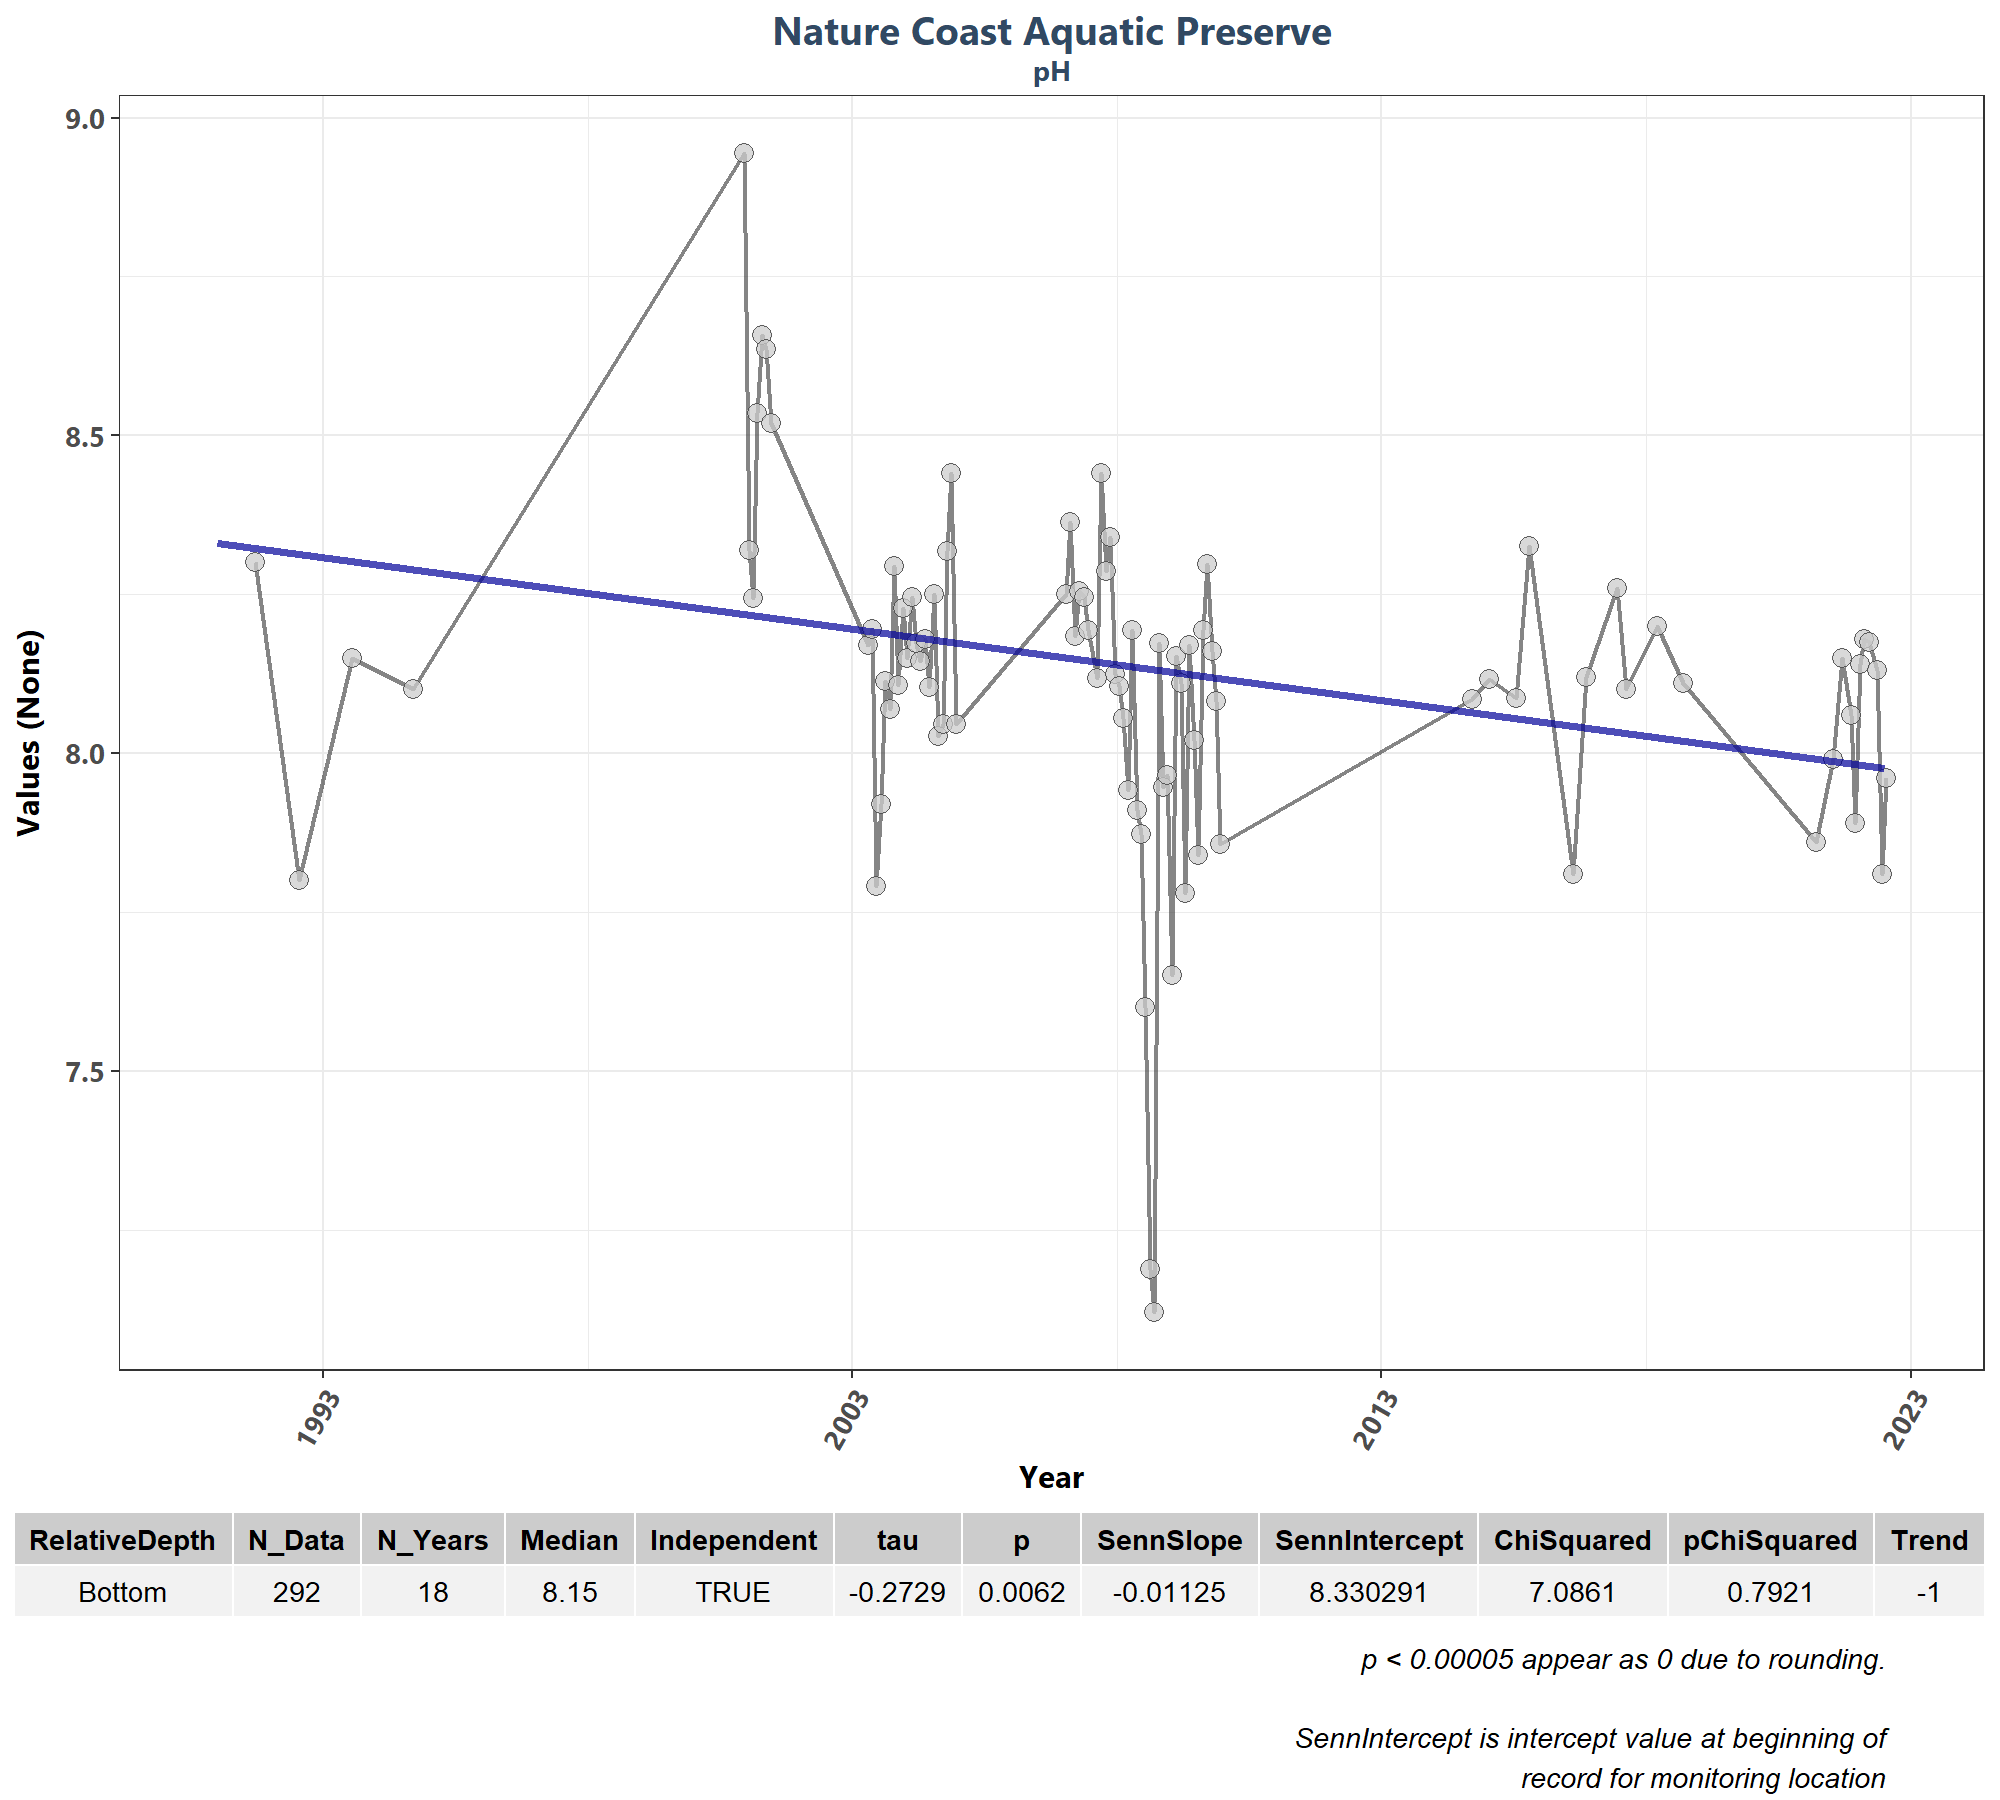 Nature Coast Aquatic Preserve
pH
9.0
8.5
8.0
7.5
Values (None)
1993
2003
2013
2023
Year
RelativeDepth N_Data N_Years Median Independent tau p SennSlope SennIntercept ChiSquared pChiSquared Trend
Bottom 292 18 8.15 TRUE -0.2729 0.0062 -0.01125 8.330291 7.0861 0.7921 -1
p < 0.00005 appear as 0 due to rounding.
SennIntercept is intercept value at beginning of
record for monitoring location